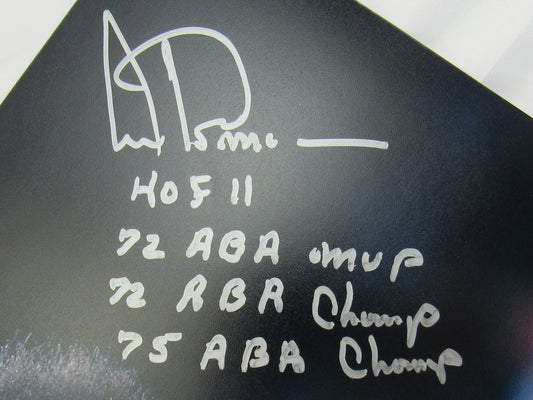 HOF 11
72 ABA MVP
72 ABA Champ
75 ABA Champ